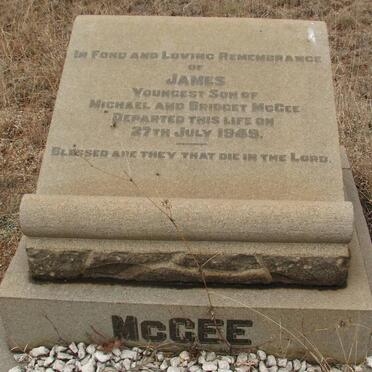 In Fond and Loving Remembrance
of
JAMES
Youngest Son of
Michael and Bridget McGee
Departed this life on
27th July 1949.
Blessed are they that die in the Lord.
McGEE